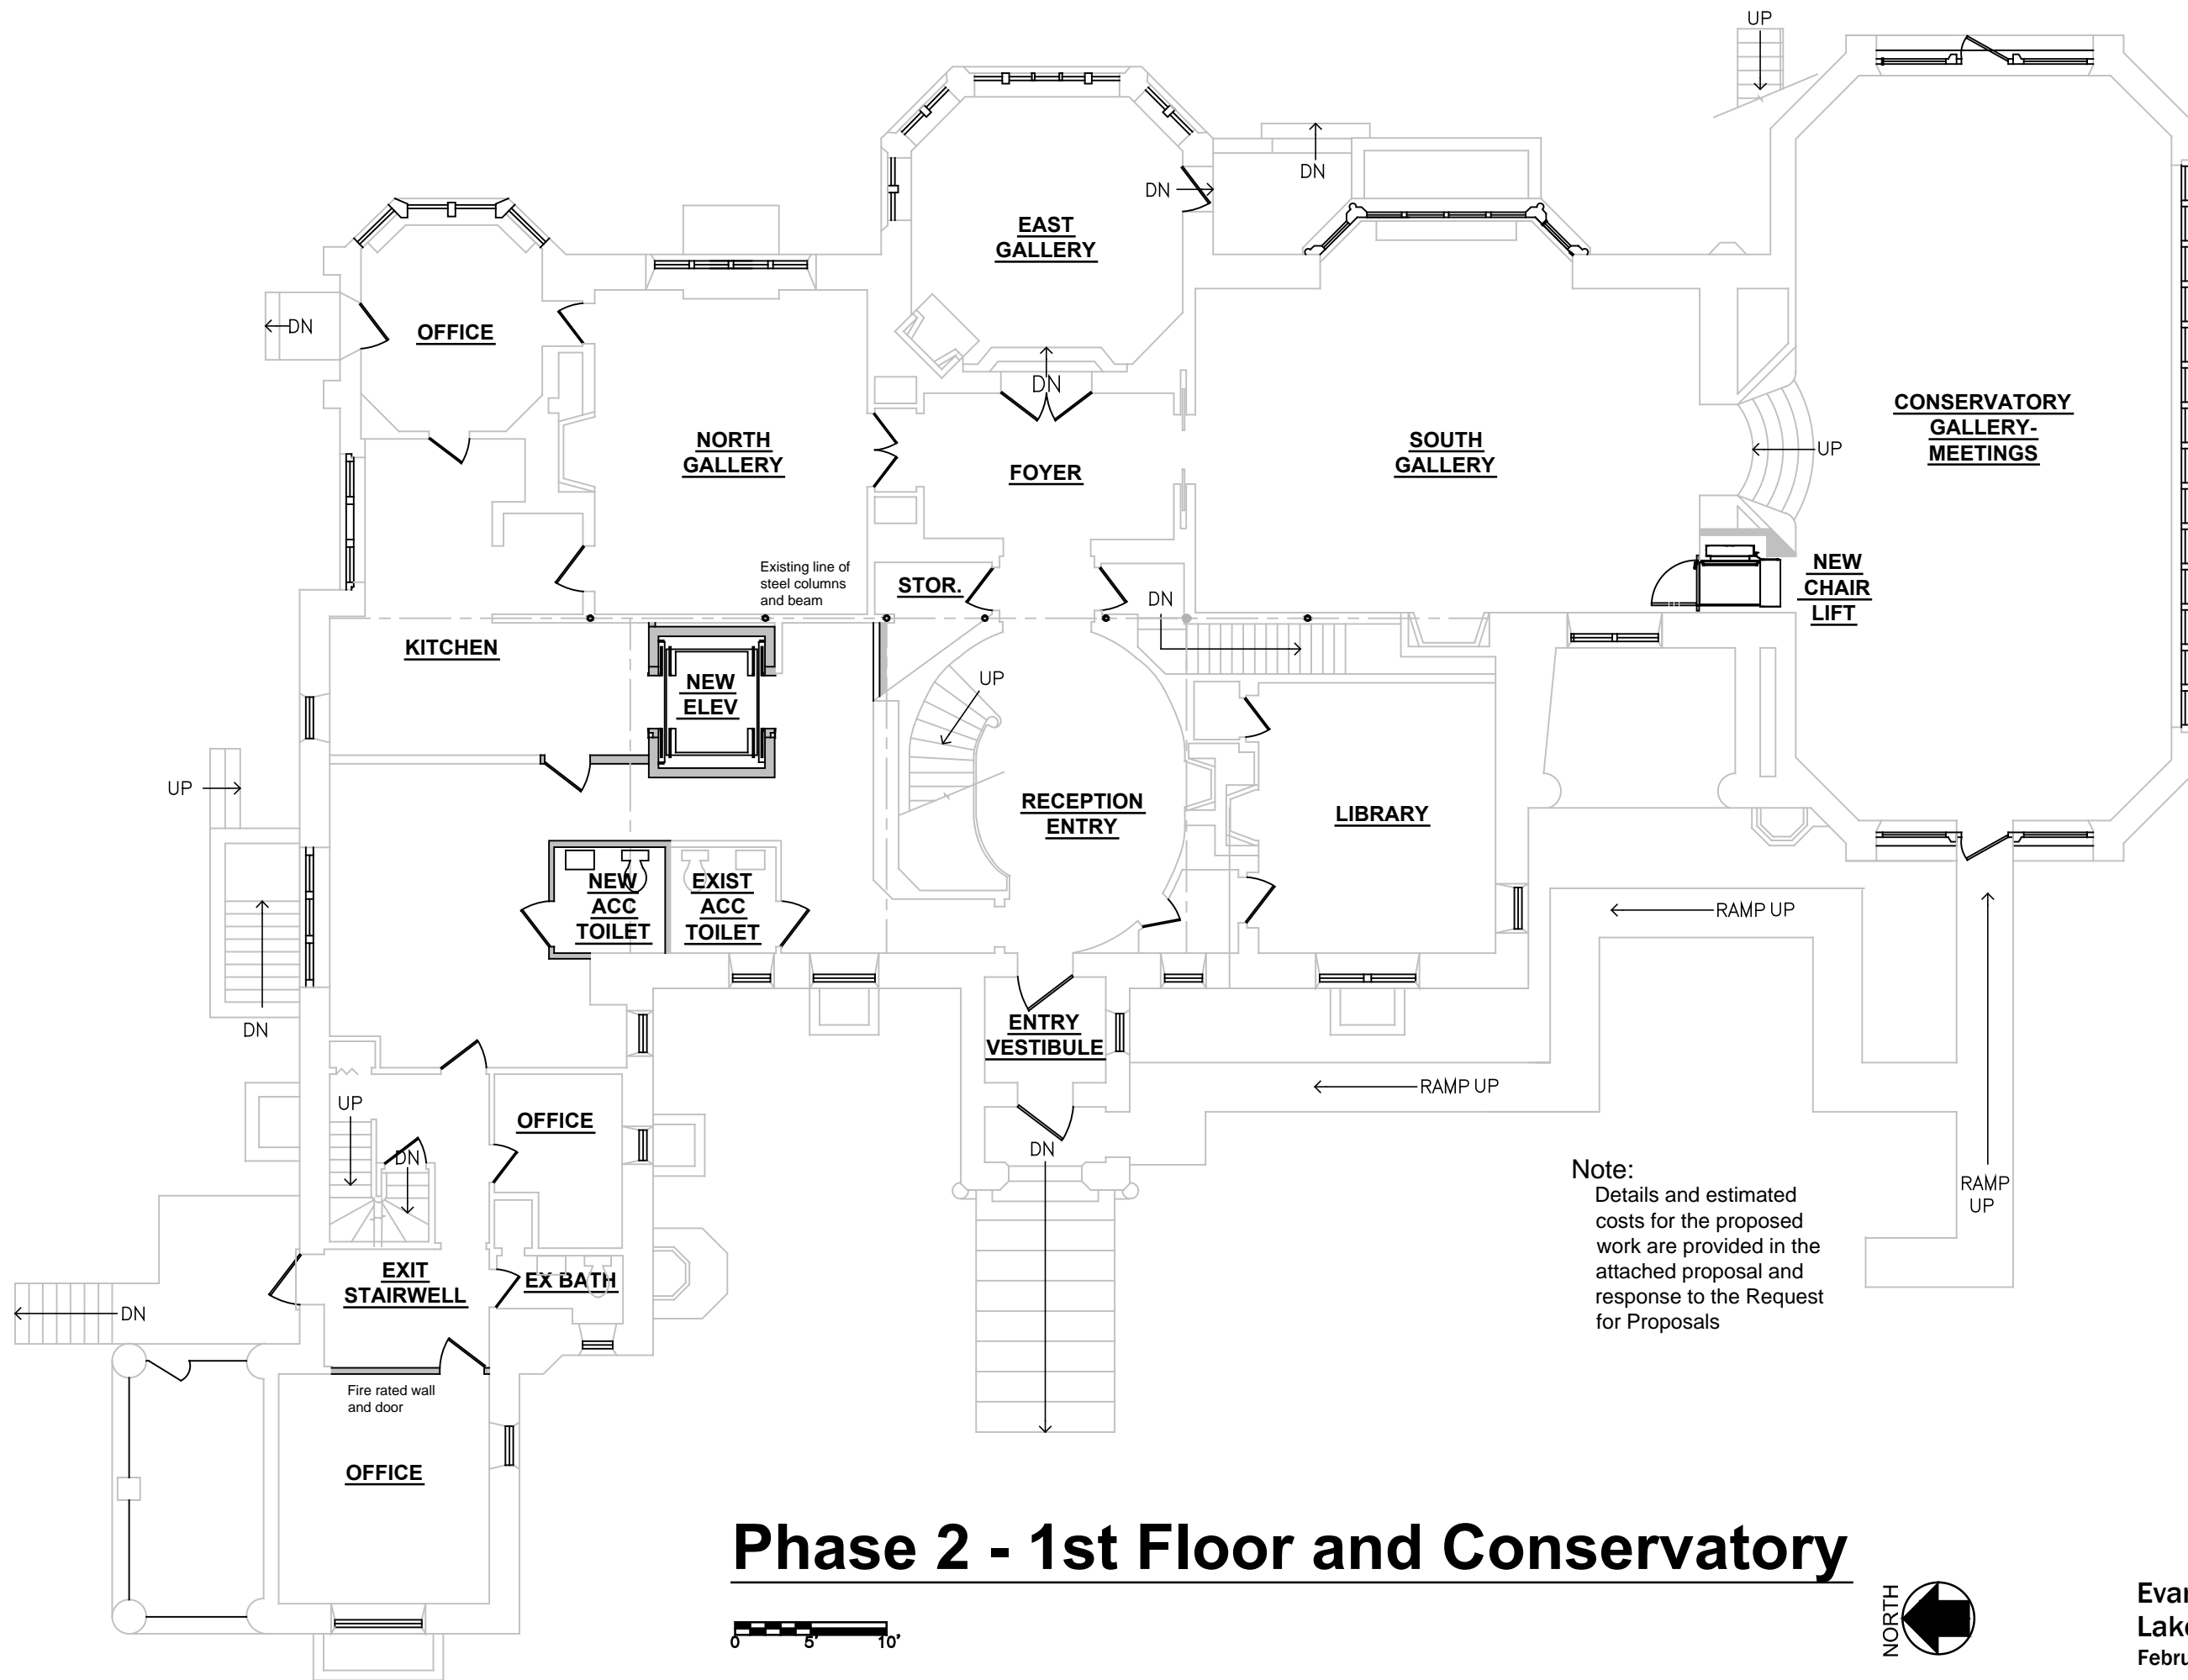 UP
DN
DN
EAST
GALLERY
DN
OFFICE
DN
CONSERVATORY
GALLERY-
MEETINGS
NORTH
GALLERY
FOYER
SOUTH
GALLERY
UP
Existing line of
steel columns
and beam
STOR.
DN
NEW
CHAIR
LIFT
KITCHEN
NEW
ELEV
UP
UP
RECEPTION
ENTRY
LIBRARY
NEW
ACC
TOILET
EXIST
ACC
TOILET
RAMP UP
DN
ENTRY
VESTIBULE
RAMP UP
UP
OFFICE
DN
DN
Note:
Details and estimated
costs for the proposed
work are provided in the
attached proposal and
response to the Request
for Proposals
RAMP
UP
EXIT
STAIRWELL
EX BATH
DN
Fire rated wall
and door
OFFICE
Phase 2 - 1st Floor and Conservatory
0 5' 10'
NORTH